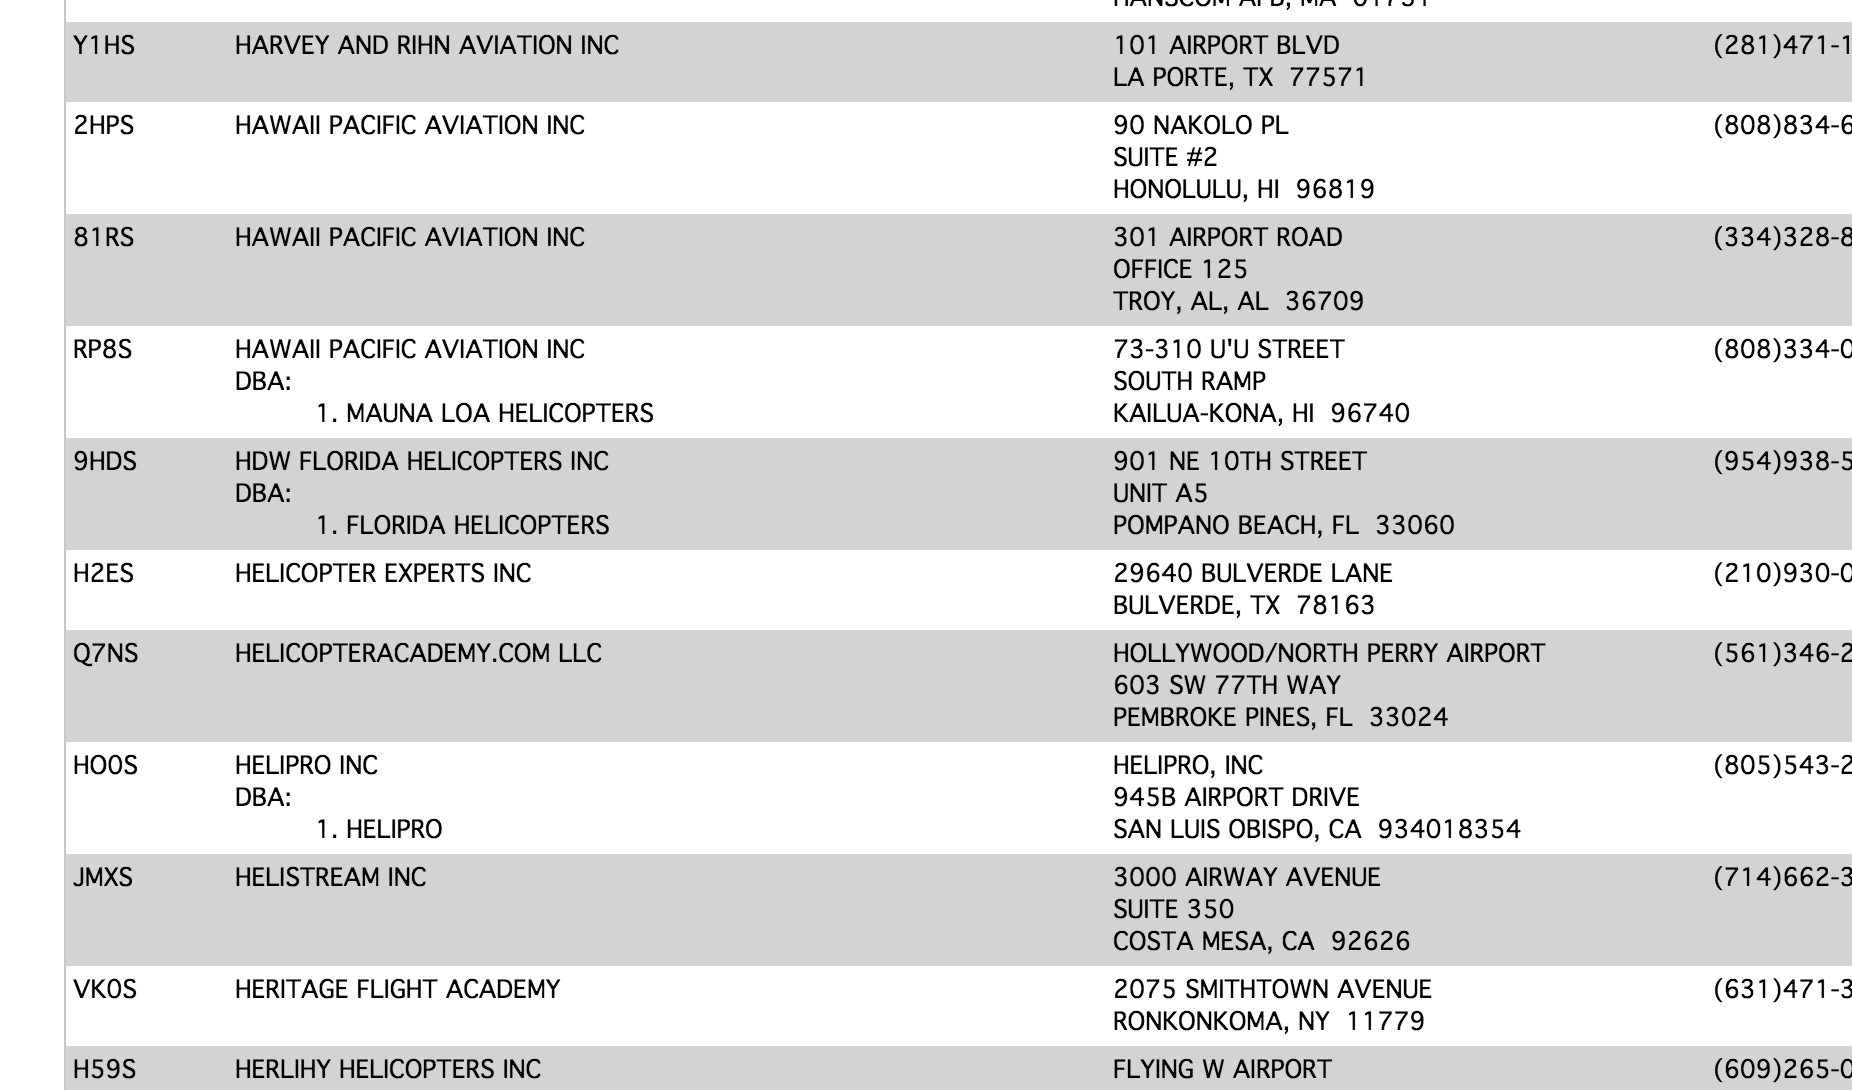 HANSCOM AFB, MA 01731
Y1HS HARVEY AND RIHN AVIATION INC 101 AIRPORT BLVD (281)471-1
LA PORTE, TX 77571
2HPS HAWAII PACIFIC AVIATION INC 90 NAKOLO PL (808)834-6
SUITE #2
HONOLULU, HI 96819
81RS HAWAII PACIFIC AVIATION INC 301 AIRPORT ROAD (334)328-8
OFFICE 125
TROY, AL, AL 36709
RP8S HAWAII PACIFIC AVIATION INC 73-310 U'U STREET (808)334-0
DBA: SOUTH RAMP
1. MAUNA LOA HELICOPTERS KAILUA-KONA, HI 96740
9HDS HDW FLORIDA HELICOPTERS INC 901 NE 10TH STREET (954)938-5
DBA: UNIT A5
1. FLORIDA HELICOPTERS POMPANO BEACH, FL 33060
H2ES HELICOPTER EXPERTS INC 29640 BULVERDE LANE (210)930-0
BULVERDE, TX 78163
Q7NS HELICOPTERACADEMY.COM LLC HOLLYWOOD/NORTH PERRY AIRPORT (561)346-2
603 SW 77TH WAY
PEMBROKE PINES, FL 33024
HO0S HELIPRO INC HELIPRO, INC (805)543-2
DBA: 945B AIRPORT DRIVE
1. HELIPRO SAN LUIS OBISPO, CA 934018354
JMXS HELISTREAM INC 3000 AIRWAY AVENUE (714)662-3
SUITE 350
COSTA MESA, CA 92626
VK0S HERITAGE FLIGHT ACADEMY 2075 SMITHTOWN AVENUE (631)471-3
RONKONKOMA, NY 11779
H59S HERLIHY HELICOPTERS INC FLYING W AIRPORT (609)265-0